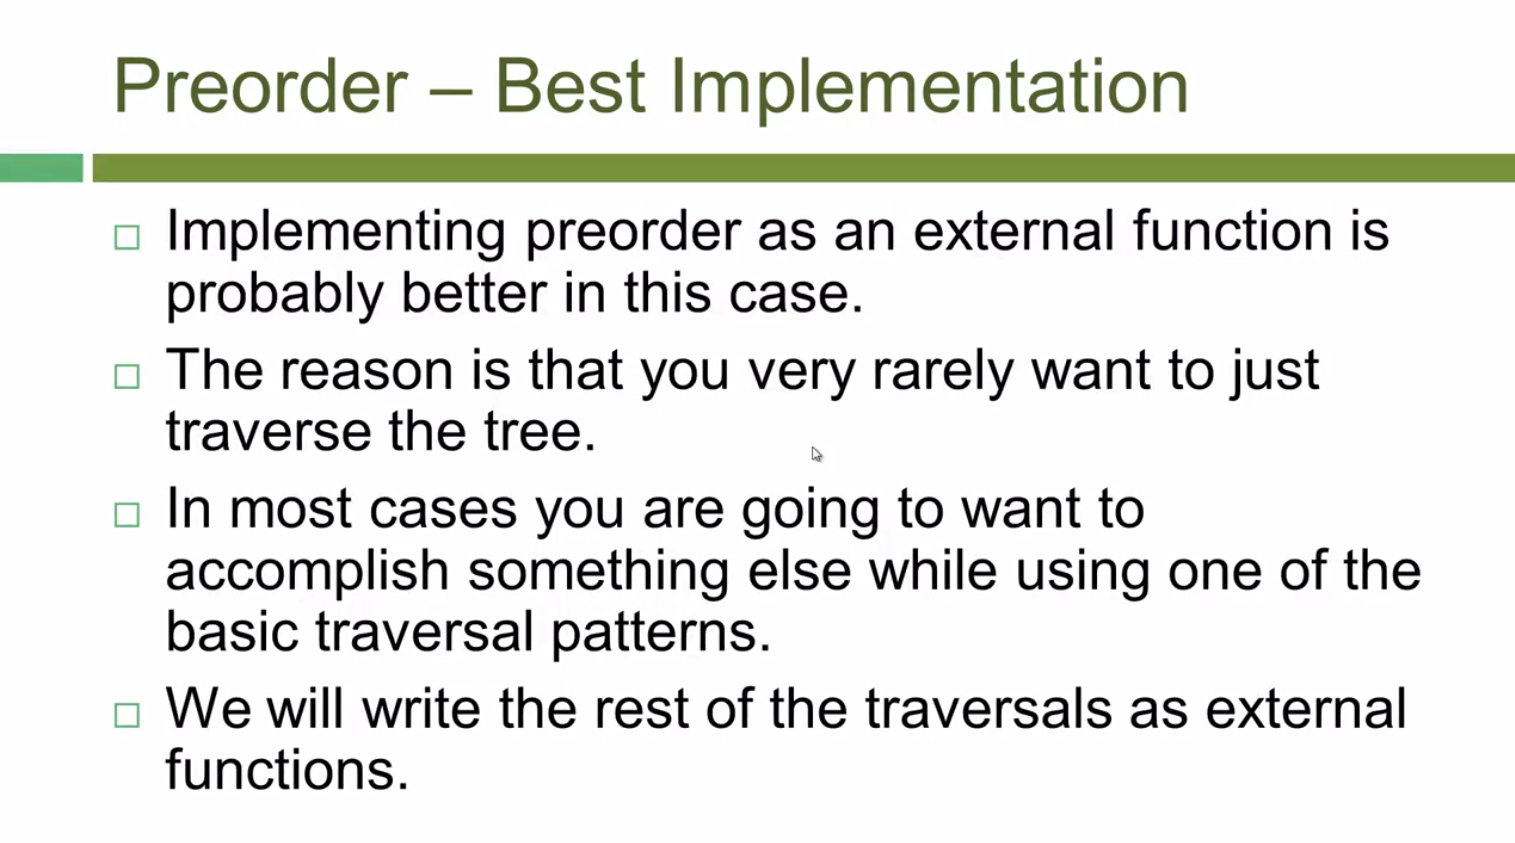 Preorder – Best Implementation
Implementing preorder as an external function is
probably better in this case.
The reason is that you very rarely want to just
traverse the tree.
In most cases you are going to want to
accomplish something else while using one of the
basic traversal patterns.
We will write the rest of the traversals as external
functions.